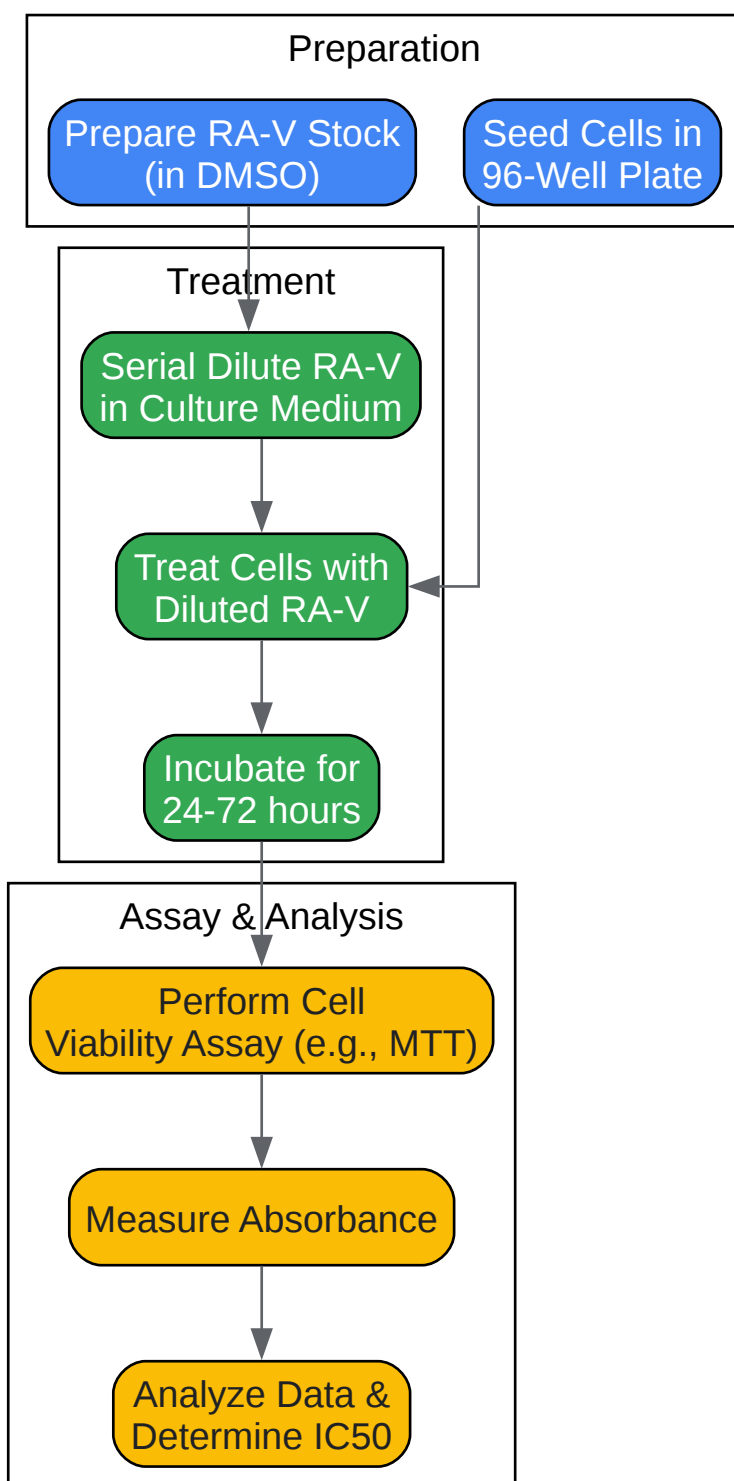 Preparation
Prepare RA-V Stock
(in DMSO)
Seed Cells in
96-Well Plate
Treatment
Serial Dilute RA-V
in Culture Medium
Treat Cells with
Diluted RA-V
Incubate for
24-72 hours
Assay & Analysis
Perform Cell
Viability Assay (e.g., MTT)
Measure Absorbance
Analyze Data &
Determine IC50